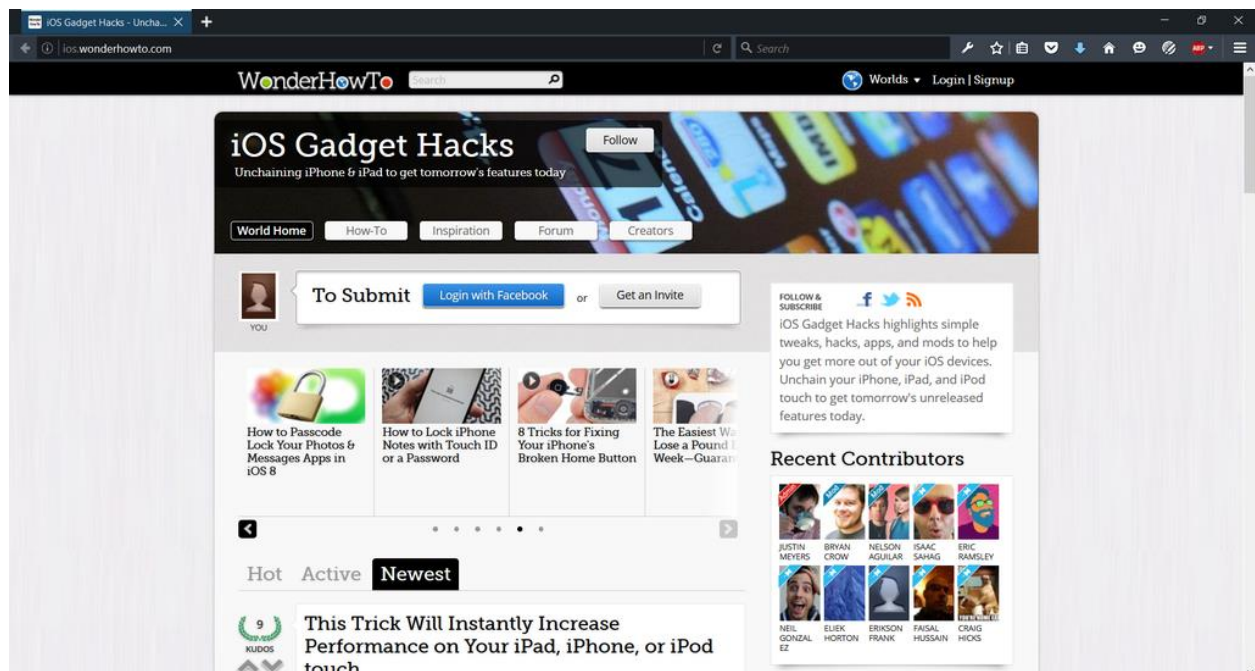 iOS Gadget Hacks - Uncha...
ios.wonderhowto.com
Search
ABP
WonderHowTo
Search
Worlds
Login | Signup
iOS Gadget Hacks
Follow
Unchaining iPhone & iPad to get tomorrow's features today
World Home
How-To
Inspiration
Forum
Creators
YOU
To Submit
Login with Facebook
or
Get an Invite
FOLLOW &
SUBSCRIBE
iOS Gadget Hacks highlights simple
tweaks, hacks, apps, and mods to help
you get more out of your iOS devices.
Unchain your iPhone, iPad, and iPod
touch to get tomorrow's unreleased
features today.
How to Passcode
Lock Your Photos &
Messages Apps in
iOS 8
How to Lock iPhone
Notes with Touch ID
or a Password
8 Tricks for Fixing
Your iPhone's
Broken Home Button
The Easiest
Lose a Pound
Week—Guaran
Recent Contributors
Admin
Mod
Mod
JUSTIN
MEYERS
BRYAN
CROW
NELSON
AGUILAR
ISAAC
SAHAG
ERIC
RAMSLEY
NEIL
GONZAL
EZ
ELIEK
HORTON
ERIKSON
FRANK
FAISAL
HUSSAIN
CRAIG
HICKS
Hot
Active
Newest
9
KUDOS
This Trick Will Instantly Increase
Performance on Your iPad, iPhone, or iPod
touch